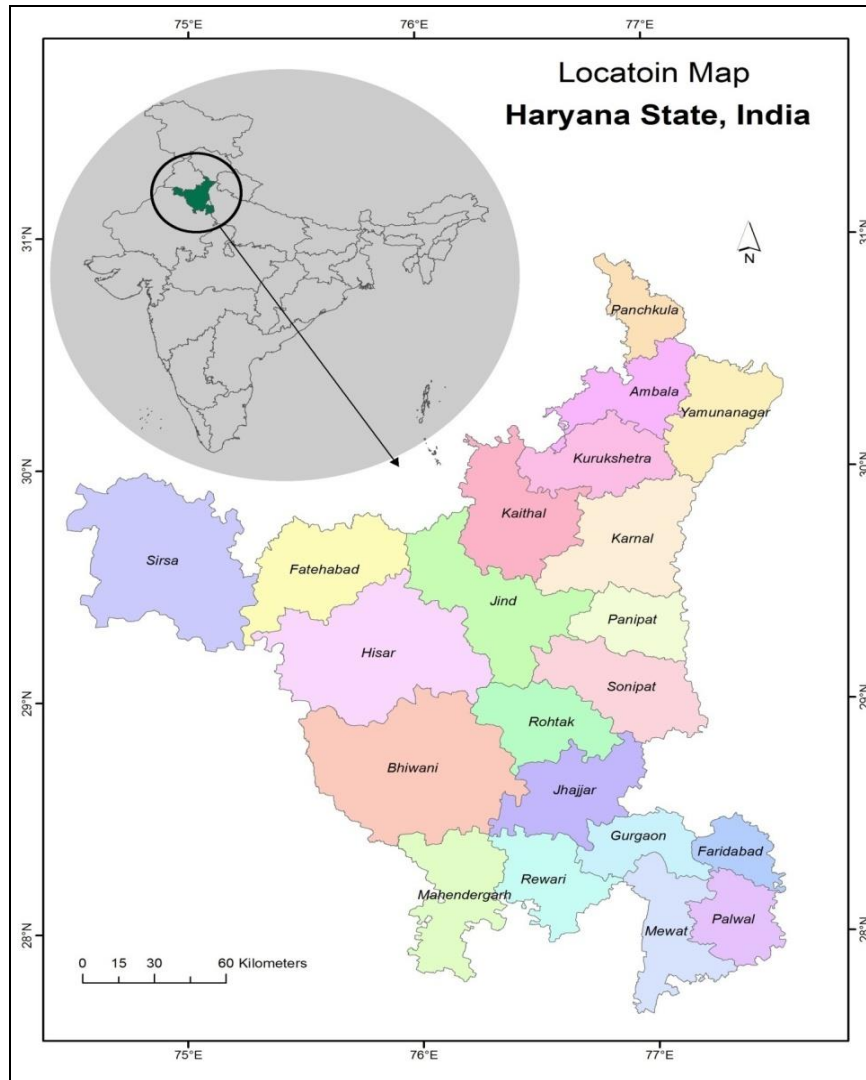 75°E 76°E 77°E
Locatoin Map
Haryana State, India
31°N 31°N
N
Panchkula
Ambala
Yamunanagar
Kurukshetra
30°N 30°N
Kaithal
Karnal
Sirsa
Fatehabad
Jind
Panipat
Hisar
Sonipat
29°N 29°N
Rohtak
Bhiwani
Jhajjar
Gurgaon
Faridabad
Rewari
Mahendergarh
Palwal
Mewat
28°N 28°N
0 15 30 60 Kilometers
75°E 76°E 77°E